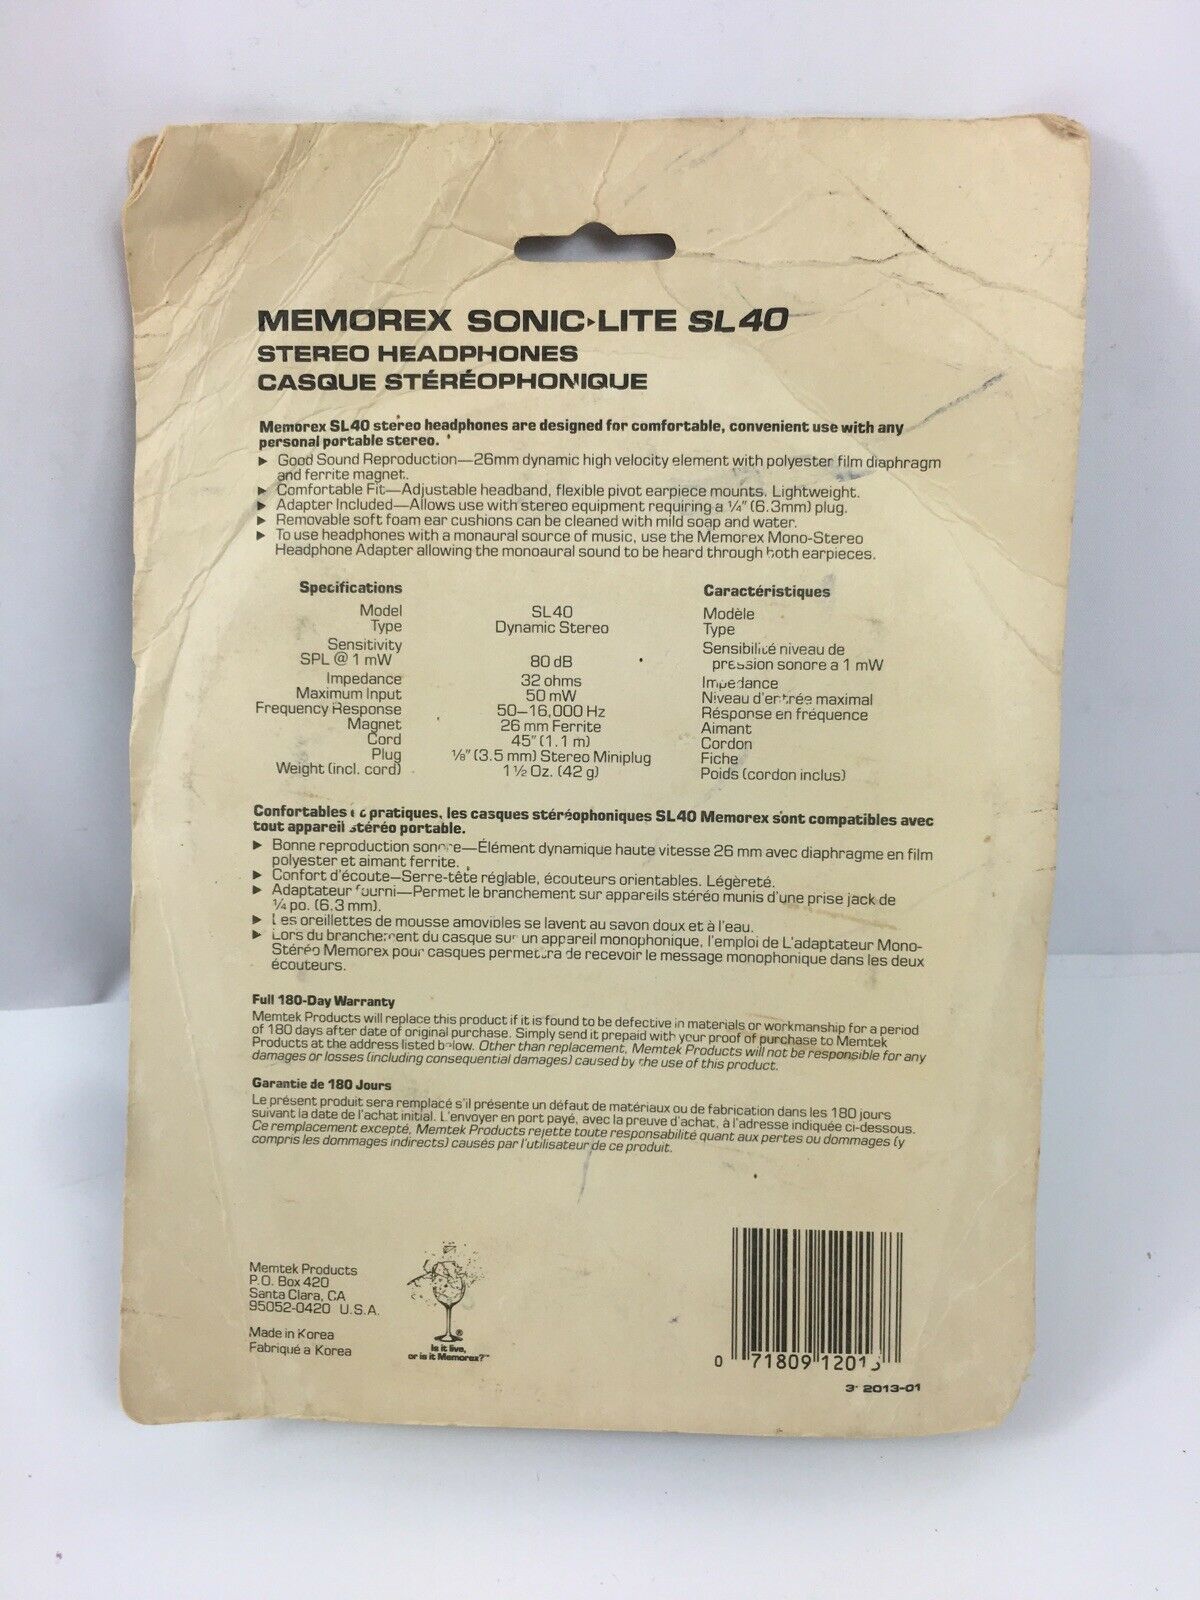 MEMOREX SONIC▸LITE SL40
STEREO HEADPHONES
CASQUE STÉRÉOPHONIQUE
Memorex SL40 stereo headphones are designed for comfortable, convenient use with any
personal portable stereo.
▶ Good Sound Reproduction—26mm dynamic high velocity element with polyester film diaphragm
and ferrite magnet.
▶ Comfortable Fit—Adjustable headband, flexible pivot earpiece mounts. Lightweight.
▶ Adapter Included—Allows use with stereo equipment requiring a ¼" (6.3mm) plug.
▶ Removable soft foam ear cushions can be cleaned with mild soap and water.
▶ To use headphones with a monaural source of music, use the Memorex Mono-Stereo
Headphone Adapter allowing the monoaural sound to be heard through both earpieces.
Specifications Caractéristiques
Model SL40 Modèle
Type Dynamic Stereo Type
Sensitivity Sensibilité niveau de
SPL @ 1 mW 80 dB pression sonore a 1 mW
Impedance 32 ohms Impedance
Maximum Input 50 mW Niveau d'entrée maximal
Frequency Response 50–16,000 Hz Résponse en fréquence
Magnet 26 mm Ferrite Aimant
Cord 45" (1.1 m) Cordon
Plug ⅛" (3.5 mm) Stereo Miniplug Fiche
Weight (incl. cord) 1 ½ Oz. (42 g) Poids (cordon inclus)
Confortables pratiques, les casques stéréophoniques SL40 Memorex sont compatibles avec
tout appareil stéréo portable.
▶ Bonne reproduction sonore—Élément dynamique haute vitesse 26 mm avec diaphragme en film
polyester et aimant ferrite.
▶ Confort d'écoute—Serre-tête réglable, écouteurs orientables. Légèreté.
▶ Adaptateur fourni—Permet le branchement sur appareils stéréo munis d'une prise jack de
¼ po. (6.3 mm).
▶ Les oreillettes de mousse amovibles se lavent au savon doux et à l'eau.
▶ Lors du branchement du casque sur un appareil monophonique, l'emploi de L'adaptateur Mono-
Stéréo Memorex pour casques permettra de recevoir le message monophonique dans les deux
écouteurs.
Full 180-Day Warranty
Memtek Products will replace this product if it is found to be defective in materials or workmanship for a period
of 180 days after date of original purchase. Simply send it prepaid with your proof of purchase to Memtek
Products at the address listed below. Other than replacement, Memtek Products will not be responsible for any
damages or losses (including consequential damages) caused by the use of this product.
Garantie de 180 Jours
Le présent produit sera remplacé s'il présente un défaut de matériaux ou de fabrication dans les 180 jours
suivant la date de l'achat initial. L'envoyer en port payé, avec la preuve d'achat, à l'adresse indiquée ci-dessous.
Ce remplacement excepté, Memtek Products rejette toute responsabilité quant aux pertes ou dommages (y
compris les dommages indirects) causés par l'utilisateur de ce produit.
Memtek Products
P.O. Box 420
Santa Clara, CA
95052-0420 U.S.A.
Made in Korea
Fabriqué a Korea
®
Is it live,
or is it Memorex?™
0 71809 12013
2013-01